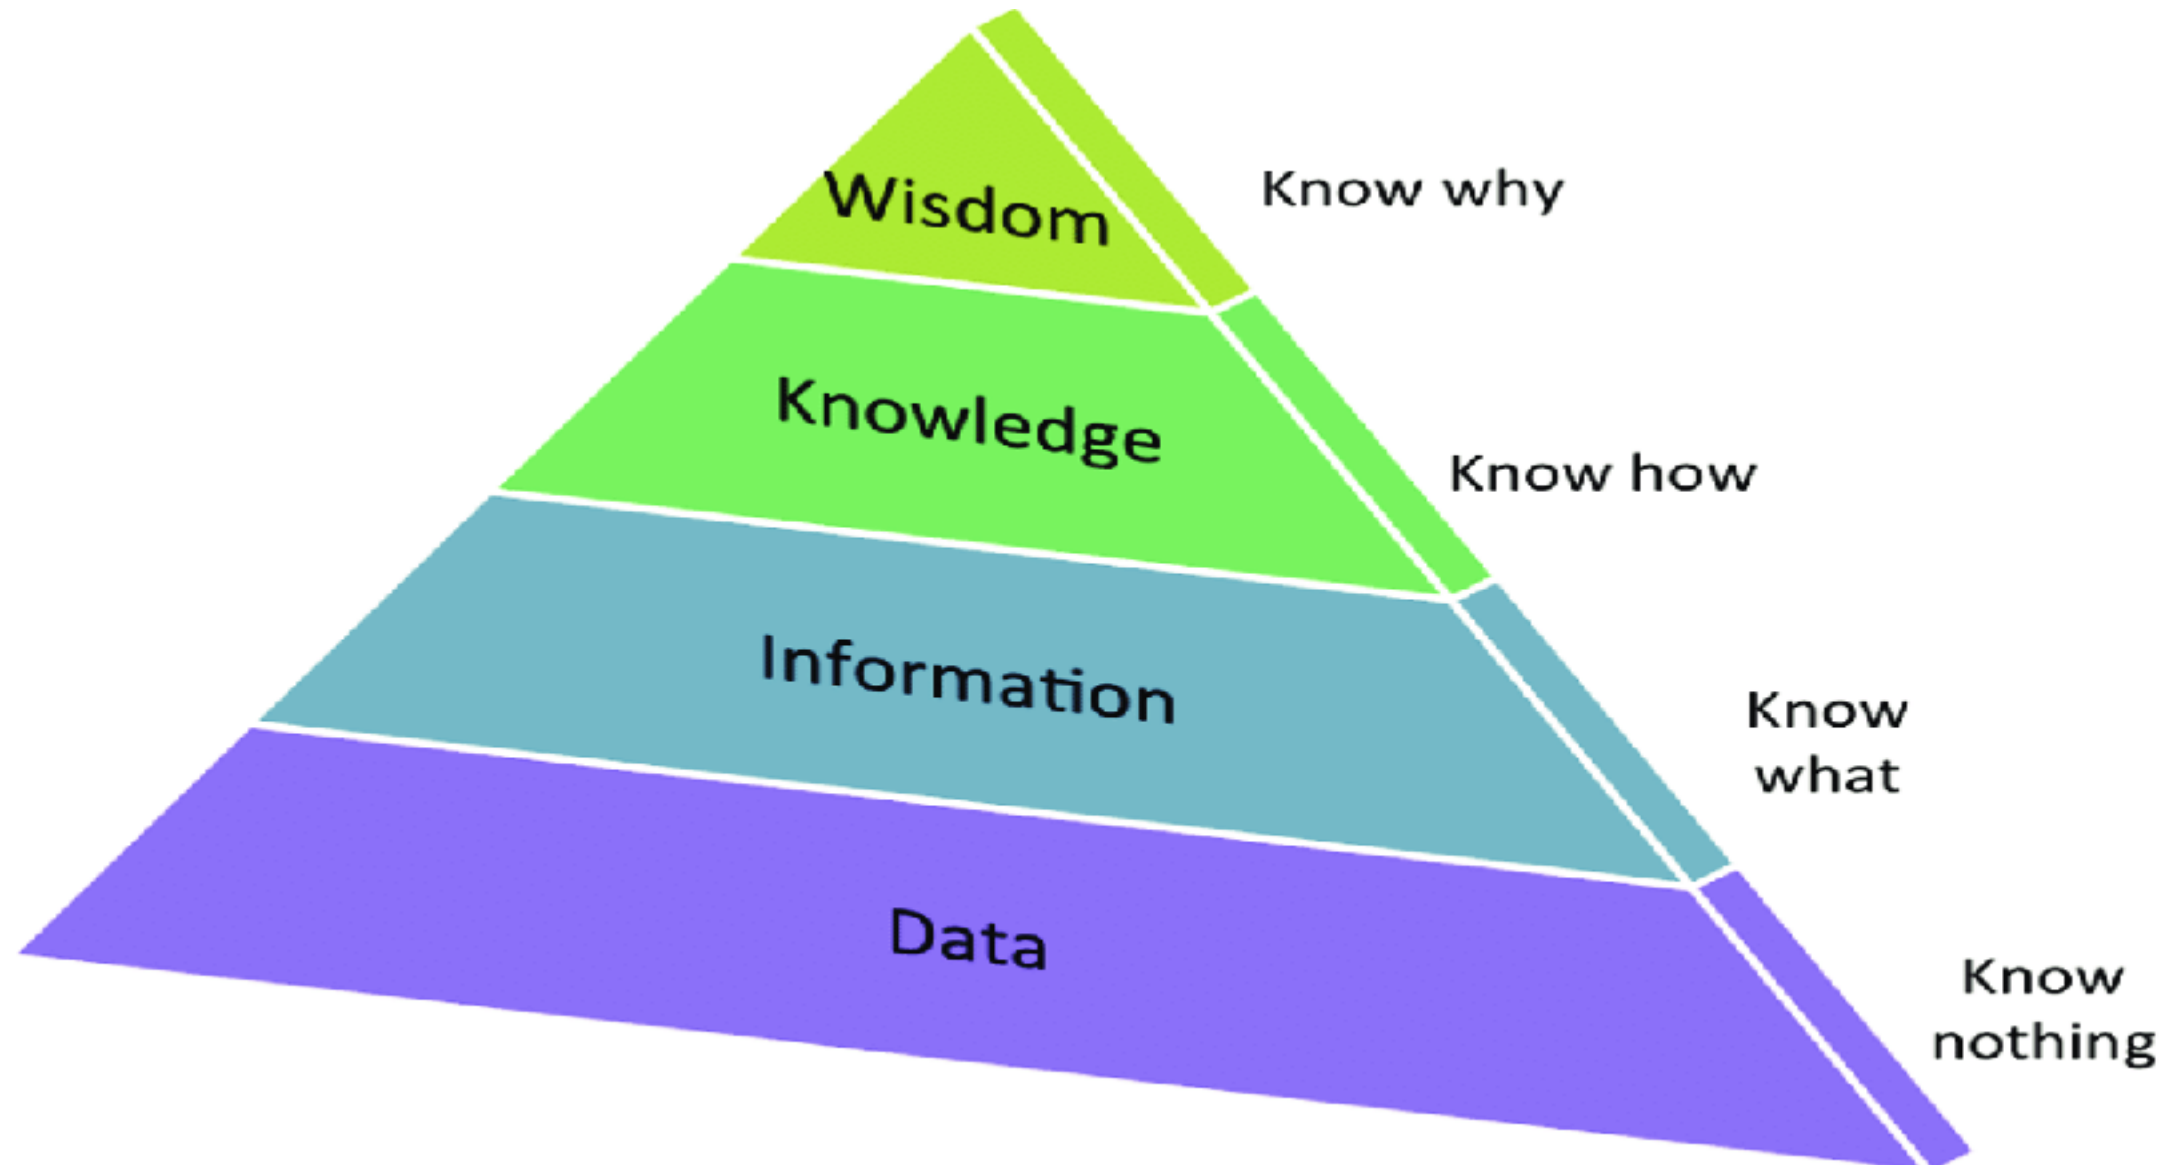 Wisdom
Know why
Knowledge
Know how
Information
Know
what
Data
Know
nothing